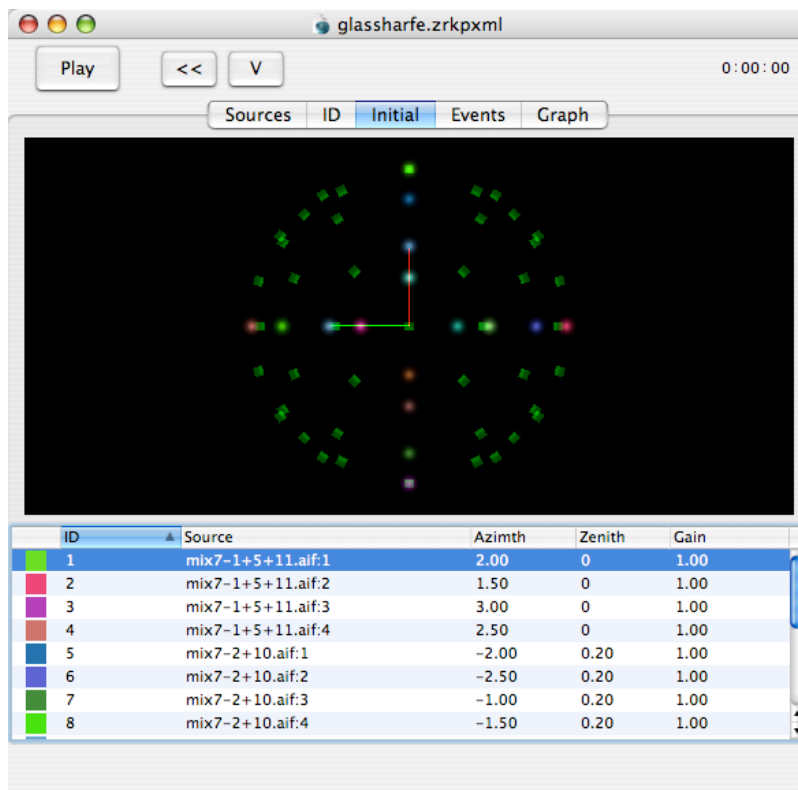 glassharfe.zrkpxml
Play << V 0:00:00
Sources ID Initial Events Graph
ID Source Azimth Zenith Gain
1 mix7-1+5+11.aif:1 2.00 0 1.00
2 mix7-1+5+11.aif:2 1.50 0 1.00
3 mix7-1+5+11.aif:3 3.00 0 1.00
4 mix7-1+5+11.aif:4 2.50 0 1.00
5 mix7-2+10.aif:1 -2.00 0.20 1.00
6 mix7-2+10.aif:2 -2.50 0.20 1.00
7 mix7-2+10.aif:3 -1.00 0.20 1.00
8 mix7-2+10.aif:4 -1.50 0.20 1.00